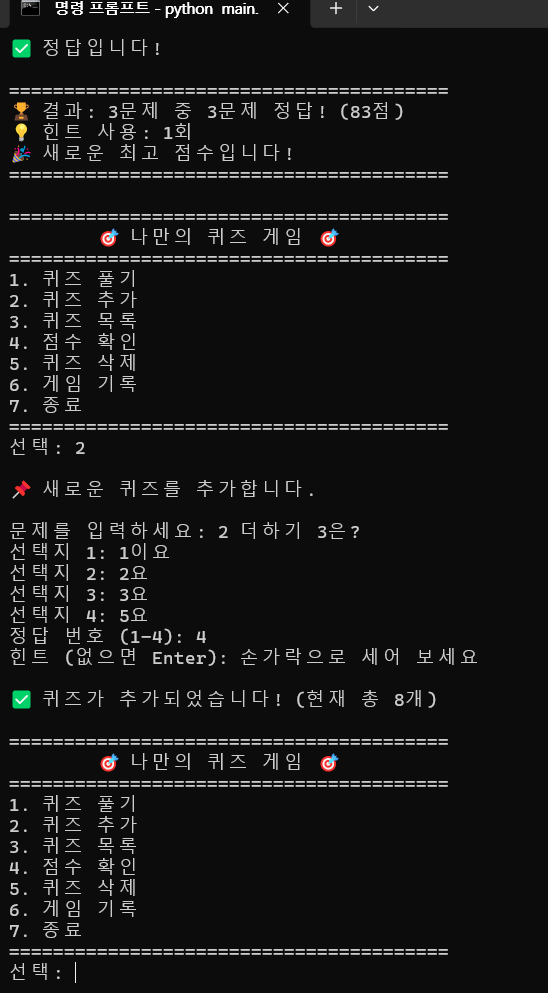 명령 프롬프트 - python main.
✅ 정답입니다!
========================================
🏆 결과: 3문제 중 3문제 정답! (83점)
💡 힌트 사용: 1회
🎉 새로운 최고 점수입니다!
========================================
========================================
🎯 나만의 퀴즈 게임 🎯
========================================
1. 퀴즈 풀기
2. 퀴즈 추가
3. 퀴즈 목록
4. 점수 확인
5. 퀴즈 삭제
6. 게임 기록
7. 종료
========================================
선택: 2
📌 새로운 퀴즈를 추가합니다.
문제를 입력하세요: 2 더하기 3은?
선택지 1: 1이요
선택지 2: 2요
선택지 3: 3요
선택지 4: 5요
정답 번호 (1-4): 4
힌트 (없으면 Enter): 손가락으로 세어 보세요
✅ 퀴즈가 추가되었습니다! (현재 총 8개)
========================================
🎯 나만의 퀴즈 게임 🎯
========================================
1. 퀴즈 풀기
2. 퀴즈 추가
3. 퀴즈 목록
4. 점수 확인
5. 퀴즈 삭제
6. 게임 기록
7. 종료
========================================
선택: